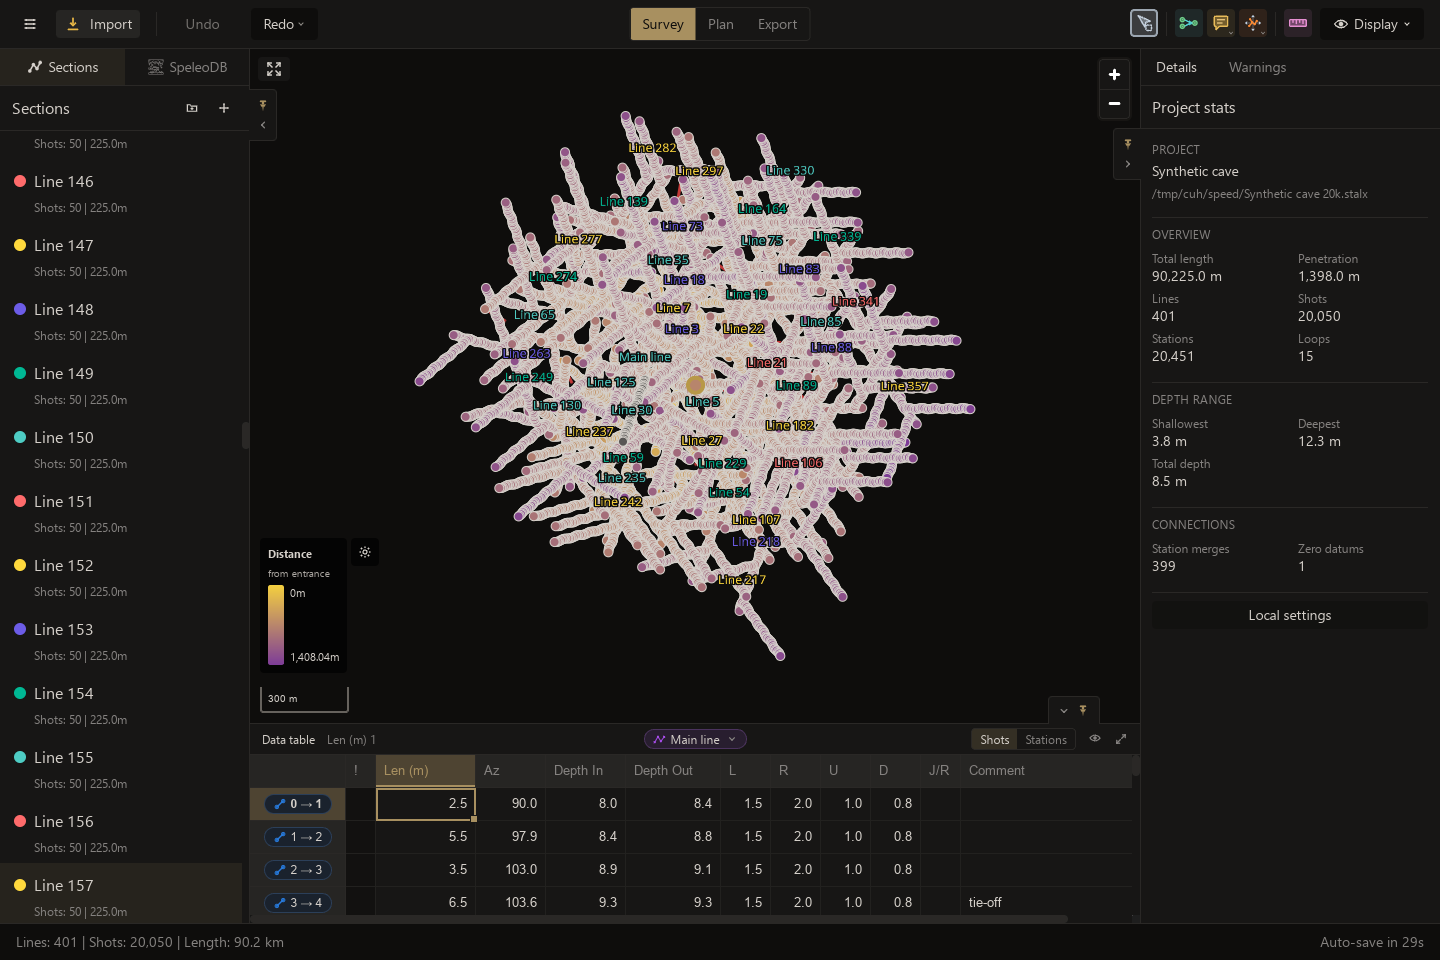 Import
Undo
Redo
Survey
Plan
Export
Display
Sections
SpeleoDB
Sections
Shots: 50 | 225.0m
Line 146
Shots: 50 | 225.0m
Line 147
Shots: 50 | 225.0m
Line 148
Shots: 50 | 225.0m
Line 149
Shots: 50 | 225.0m
Line 150
Shots: 50 | 225.0m
Line 151
Shots: 50 | 225.0m
Line 152
Shots: 50 | 225.0m
Line 153
Shots: 50 | 225.0m
Line 154
Shots: 50 | 225.0m
Line 155
Shots: 50 | 225.0m
Line 156
Shots: 50 | 225.0m
Line 157
Shots: 50 | 225.0m
Line 282
Line 297
Line 330
Line 139
Line 164
Line 73
Line 277
Line 75
Line 339
Line 35
Line 83
Line 274
Line 18
Line 19
Line 341
Line 7
Line 65
Line 85
Line 3
Line 22
Line 88
Line 263
Main line
Line 21
Line 249
Line 125
Line 89
Line 357
Line 5
Line 130
Line 30
Line 182
Line 237
Line 27
Line 59
Line 229
Line 106
Line 235
Line 54
Line 242
Line 107
Line 218
Line 217
Distance
from entrance
0m
1,408.04m
300 m
Data table
Len (m) 1
Main line
Shots
Stations
! Len (m) Az Depth In Depth Out L R U D J/R Comment
0 → 1 2.5 90.0 8.0 8.4 1.5 2.0 1.0 0.8
1 → 2 5.5 97.9 8.4 8.8 1.5 2.0 1.0 0.8
2 → 3 3.5 103.0 8.9 9.1 1.5 2.0 1.0 0.8
3 → 4 6.5 103.6 9.3 9.3 1.5 2.0 1.0 0.8 tie-off
Details
Warnings
Project stats
PROJECT
Synthetic cave
/tmp/cuh/speed/Synthetic cave 20k.stalx
OVERVIEW
Total length Penetration
90,225.0 m 1,398.0 m
Lines Shots
401 20,050
Stations Loops
20,451 15
DEPTH RANGE
Shallowest Deepest
3.8 m 12.3 m
Total depth
8.5 m
CONNECTIONS
Station merges Zero datums
399 1
Local settings
Lines: 401 | Shots: 20,050 | Length: 90.2 km
Auto-save in 29s